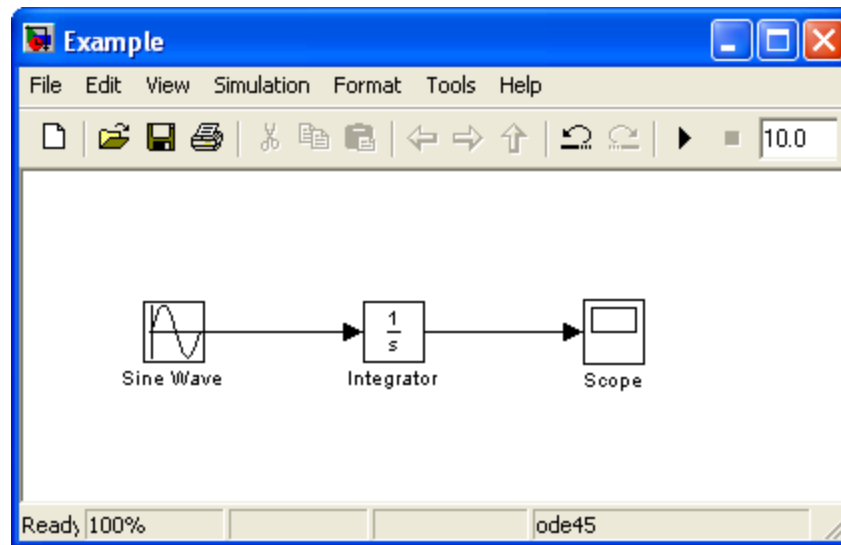 Example
File Edit View Simulation Format Tools Help
10.0
1
s
Sine Wave Integrator Scope
Ready 100% ode45